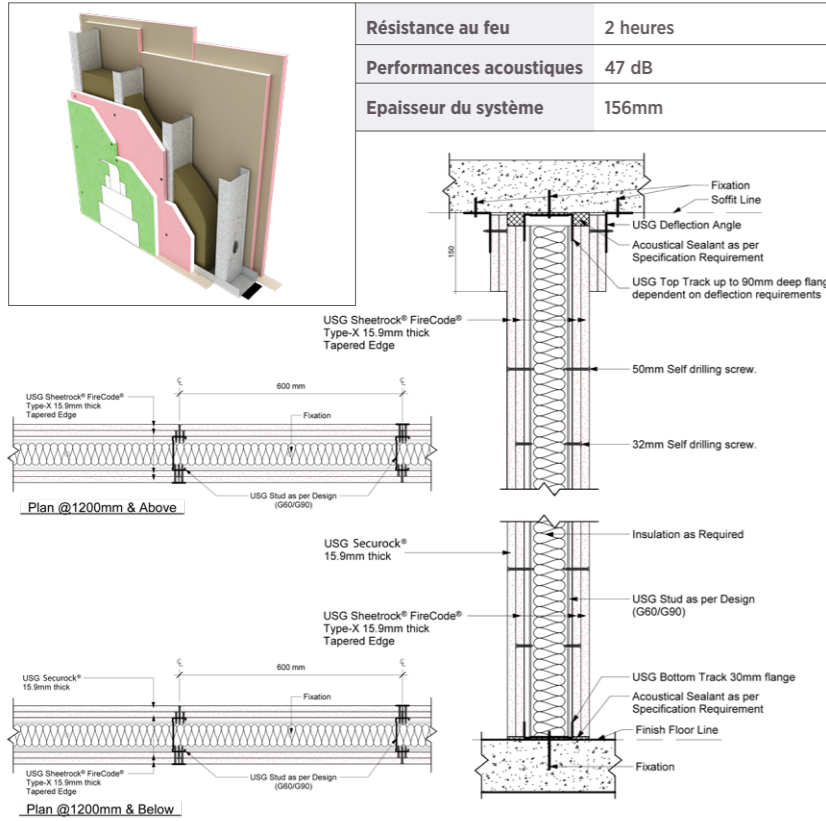 Résistance au feu 2 heures
Performances acoustiques 47 dB
Epaisseur du système 156mm
Fixation
Soffit Line
USG Deflection Angle
Acoustical Sealant as per
Specification Requirement
USG Top Track up to 90mm deep flang
dependent on deflection requirements
150
USG Sheetrock® FireCode®
Type-X 15.9mm thick
Tapered Edge
50mm Self drilling screw.
32mm Self drilling screw.
USG Sheetrock® FireCode®
Type-X 15.9mm thick
Tapered Edge
600 mm
Fixation
USG Stud as per Design
(G60/G90)
Plan @1200mm & Above
USG Securock®
15.9mm thick
USG Sheetrock® FireCode®
Type-X 15.9mm thick
Tapered Edge
Insulation as Required
USG Stud as per Design
(G60/G90)
USG Bottom Track 30mm flange
Acoustical Sealant as per
Specification Requirement
Finish Floor Line
Fixation
USG Securock®
15.9mm thick
600 mm
Fixation
USG Sheetrock® FireCode®
Type-X 15.9mm thick
Tapered Edge
USG Stud as per Design
(G60/G90)
Plan @1200mm & Below